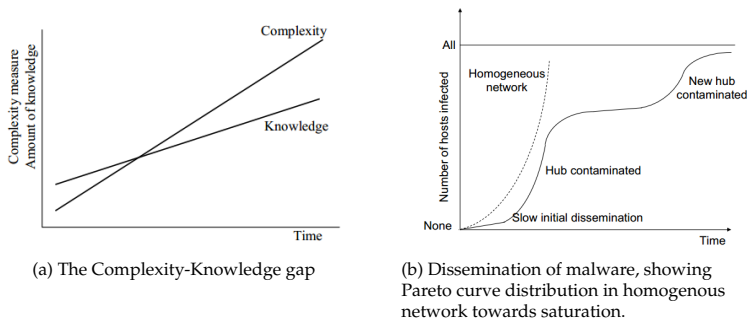 Complexity measure
Amount of knowledge
Complexity
Knowledge
Time
(a) The Complexity-Knowledge gap
Number of hosts infected
All
None
Homogeneous
network
New hub
contaminated
Hub contaminated
Slow initial dissemination
Time
(b) Dissemination of malware, showing
Pareto curve distribution in homogenous
network towards saturation.